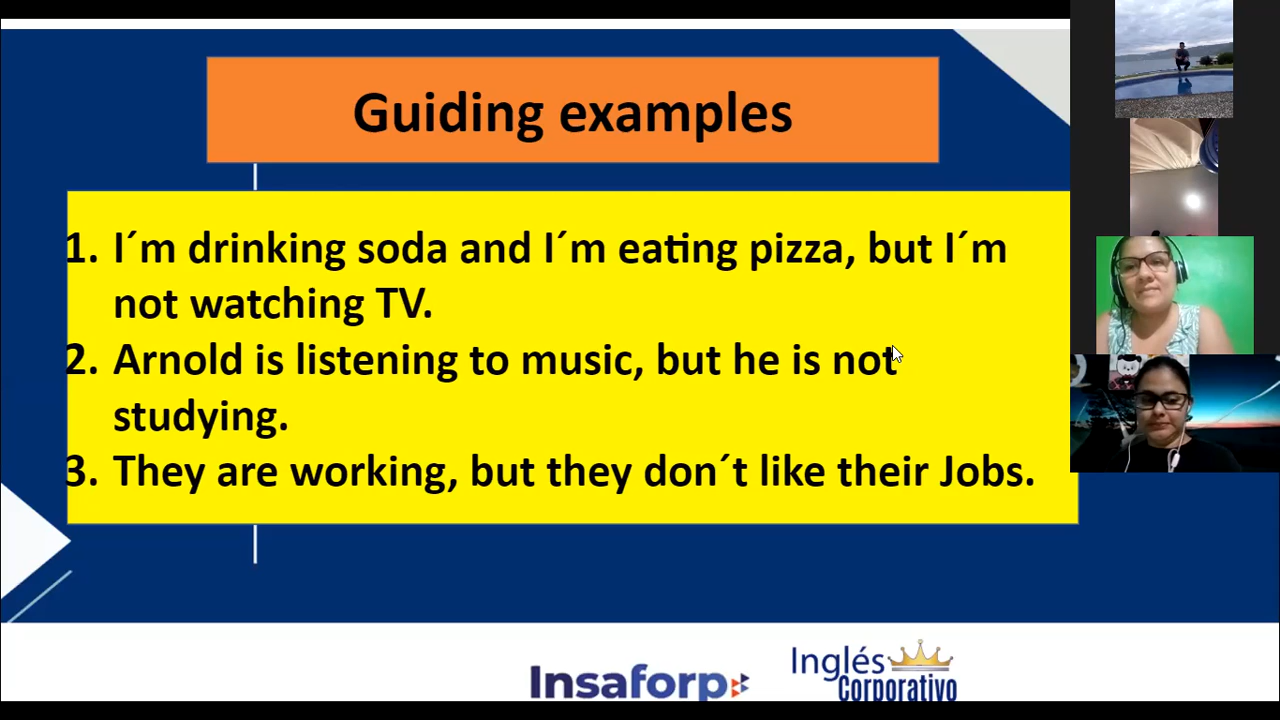 Guiding examples
1. I´m drinking soda and I´m eating pizza, but I´m
not watching TV.
2. Arnold is listening to music, but he is not
studying.
3. They are working, but they don´t like their Jobs.
Insaforp
Inglés
Corporativo